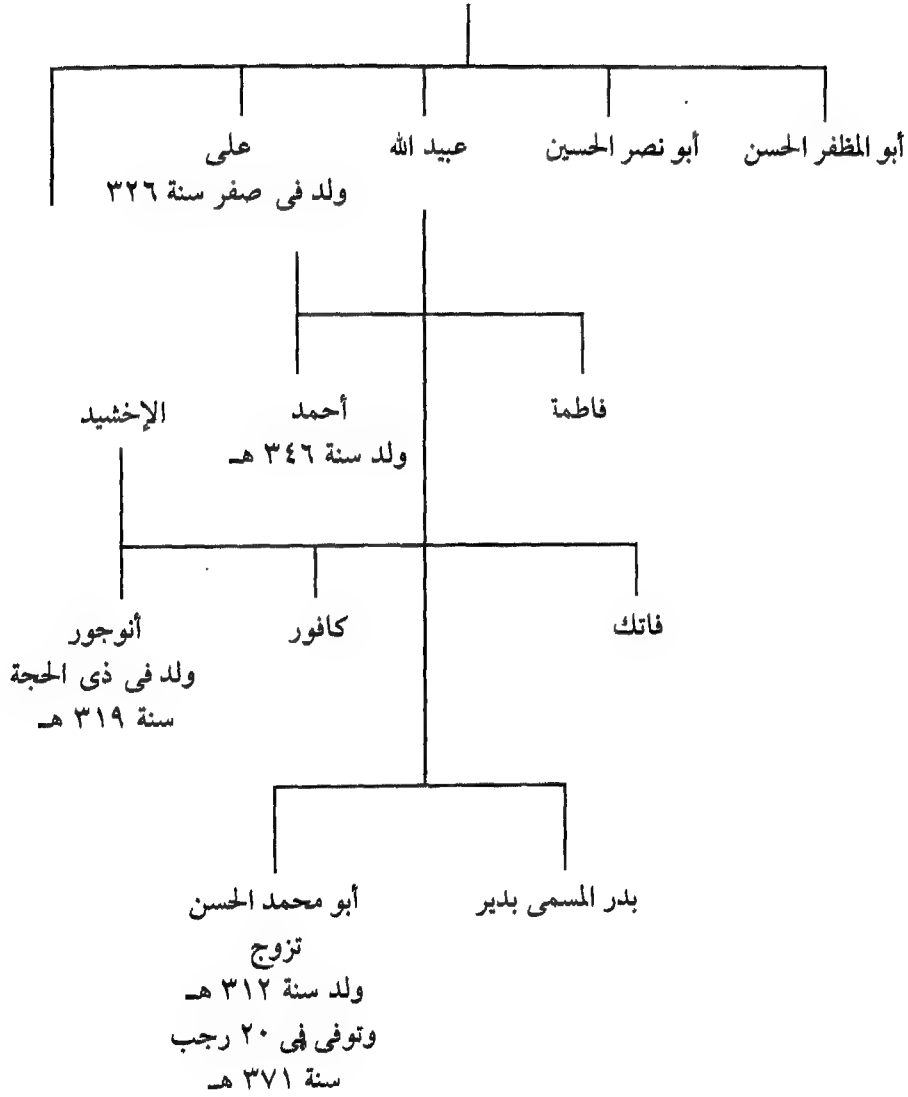 أبو المظفر الحسن
أبو نصر الحسين
عبيد الله
على
ولد فى صفر سنة ٣٢٦
فاطمة
أحمد
ولد سنة ٣٤٦ هـ
الإخشيد
فاتك
كافور
أنوجور
ولد فى ذى الحجة
سنة ٣١٩ هـ
بدر المسمى بدير
أبو محمد الحسن
تزوج
ولد سنة ٣١٢ هـ
وتوفى فى ٢٠ رجب
سنة ٣٧١ هـ